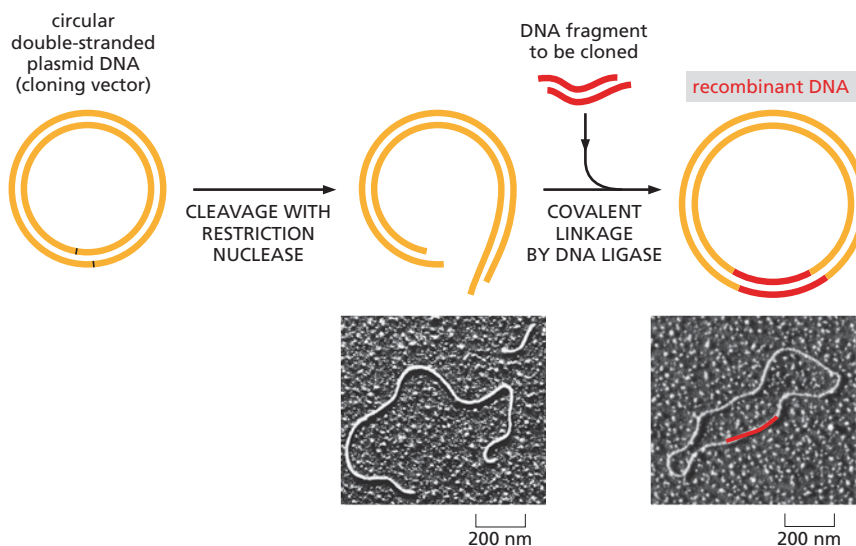 circular
double-stranded
plasmid DNA
(cloning vector)
DNA fragment
to be cloned
recombinant DNA
CLEAVAGE WITH
RESTRICTION
NUCLEASE
COVALENT
LINKAGE
BY DNA LIGASE
200 nm
200 nm